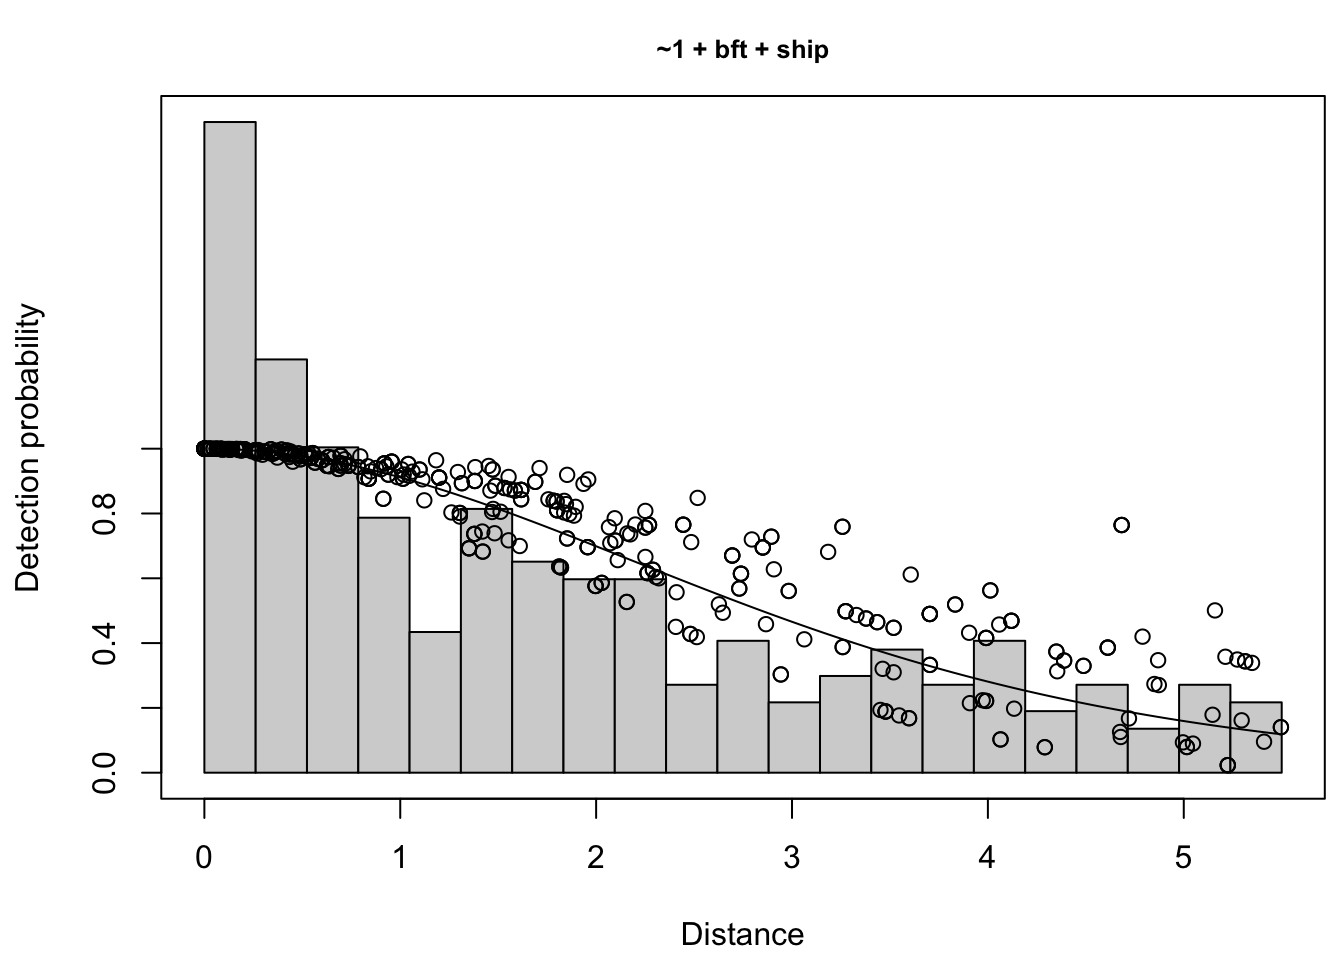 ~1 + bft + ship
Detection probability
0.8
0.4
0.0
0 1 2 3 4 5
Distance